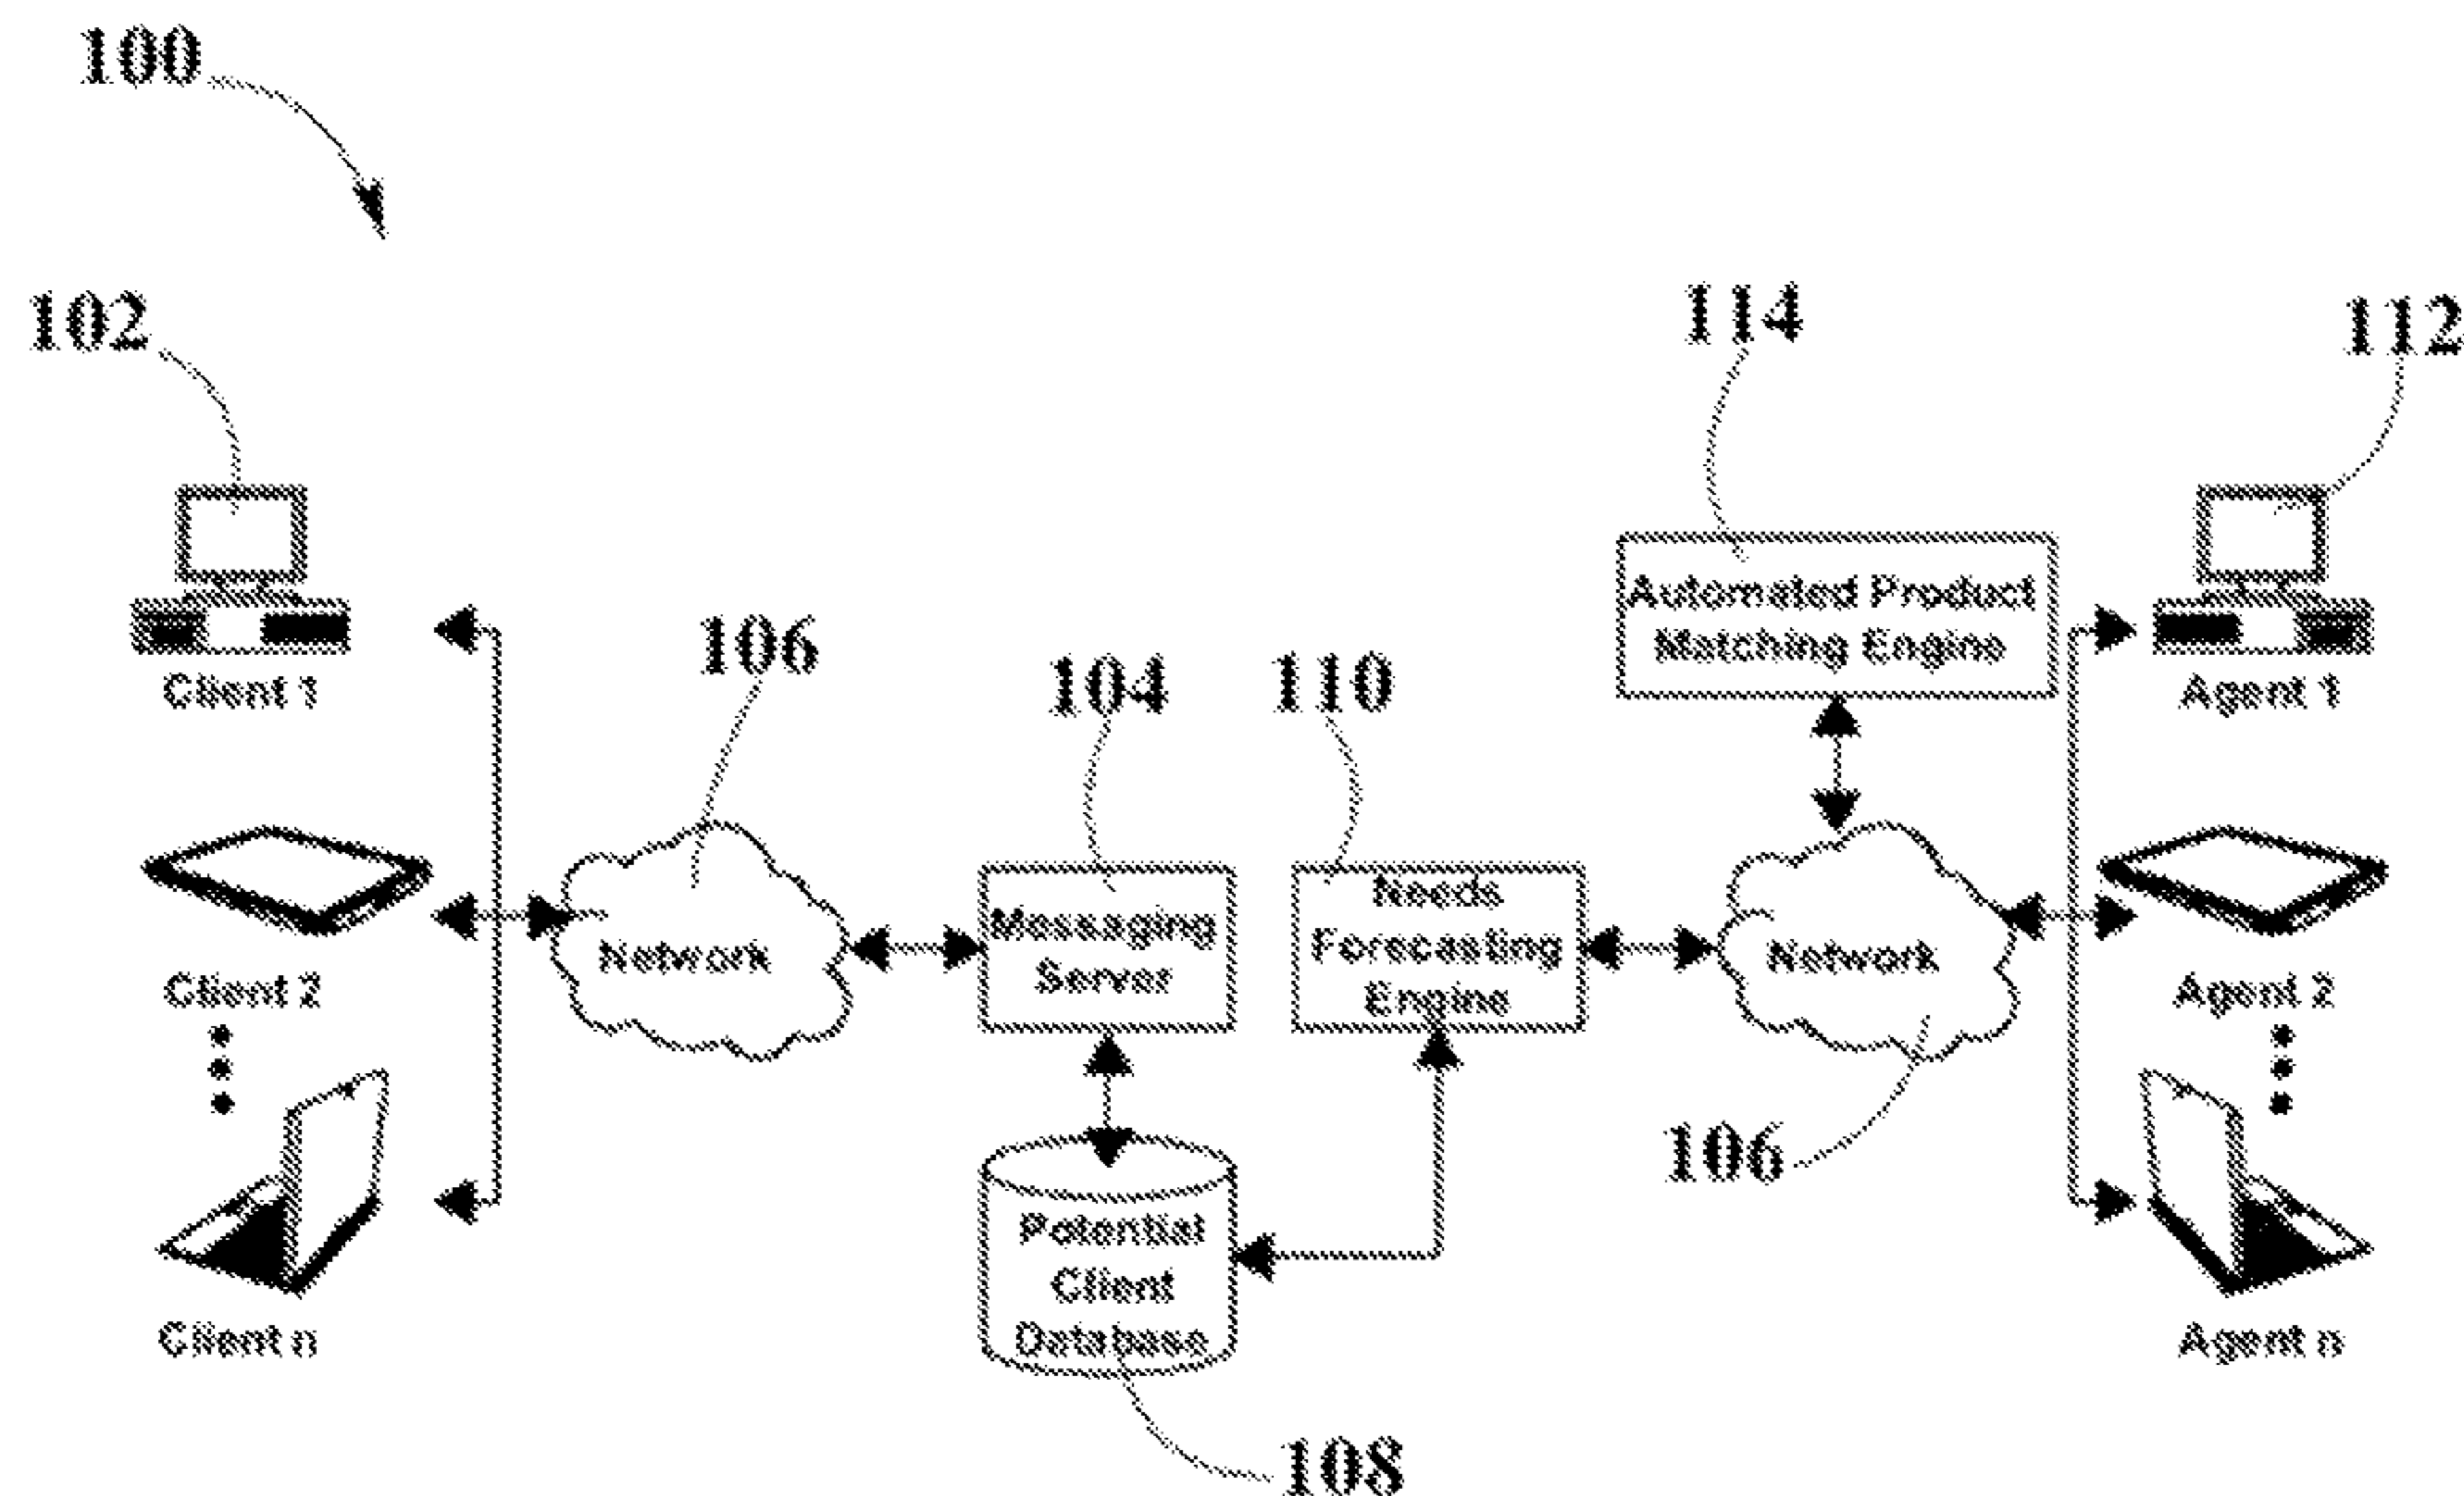 100
102
114
112
106
104
110
Automated Product
Matching Engine
Client 1
Agent 1
Messaging
Server
Needs
Forecasting
Engine
Network
Network
Client 2
Agent 2
106
Potential
Client
Database
Client n
Agent n
108